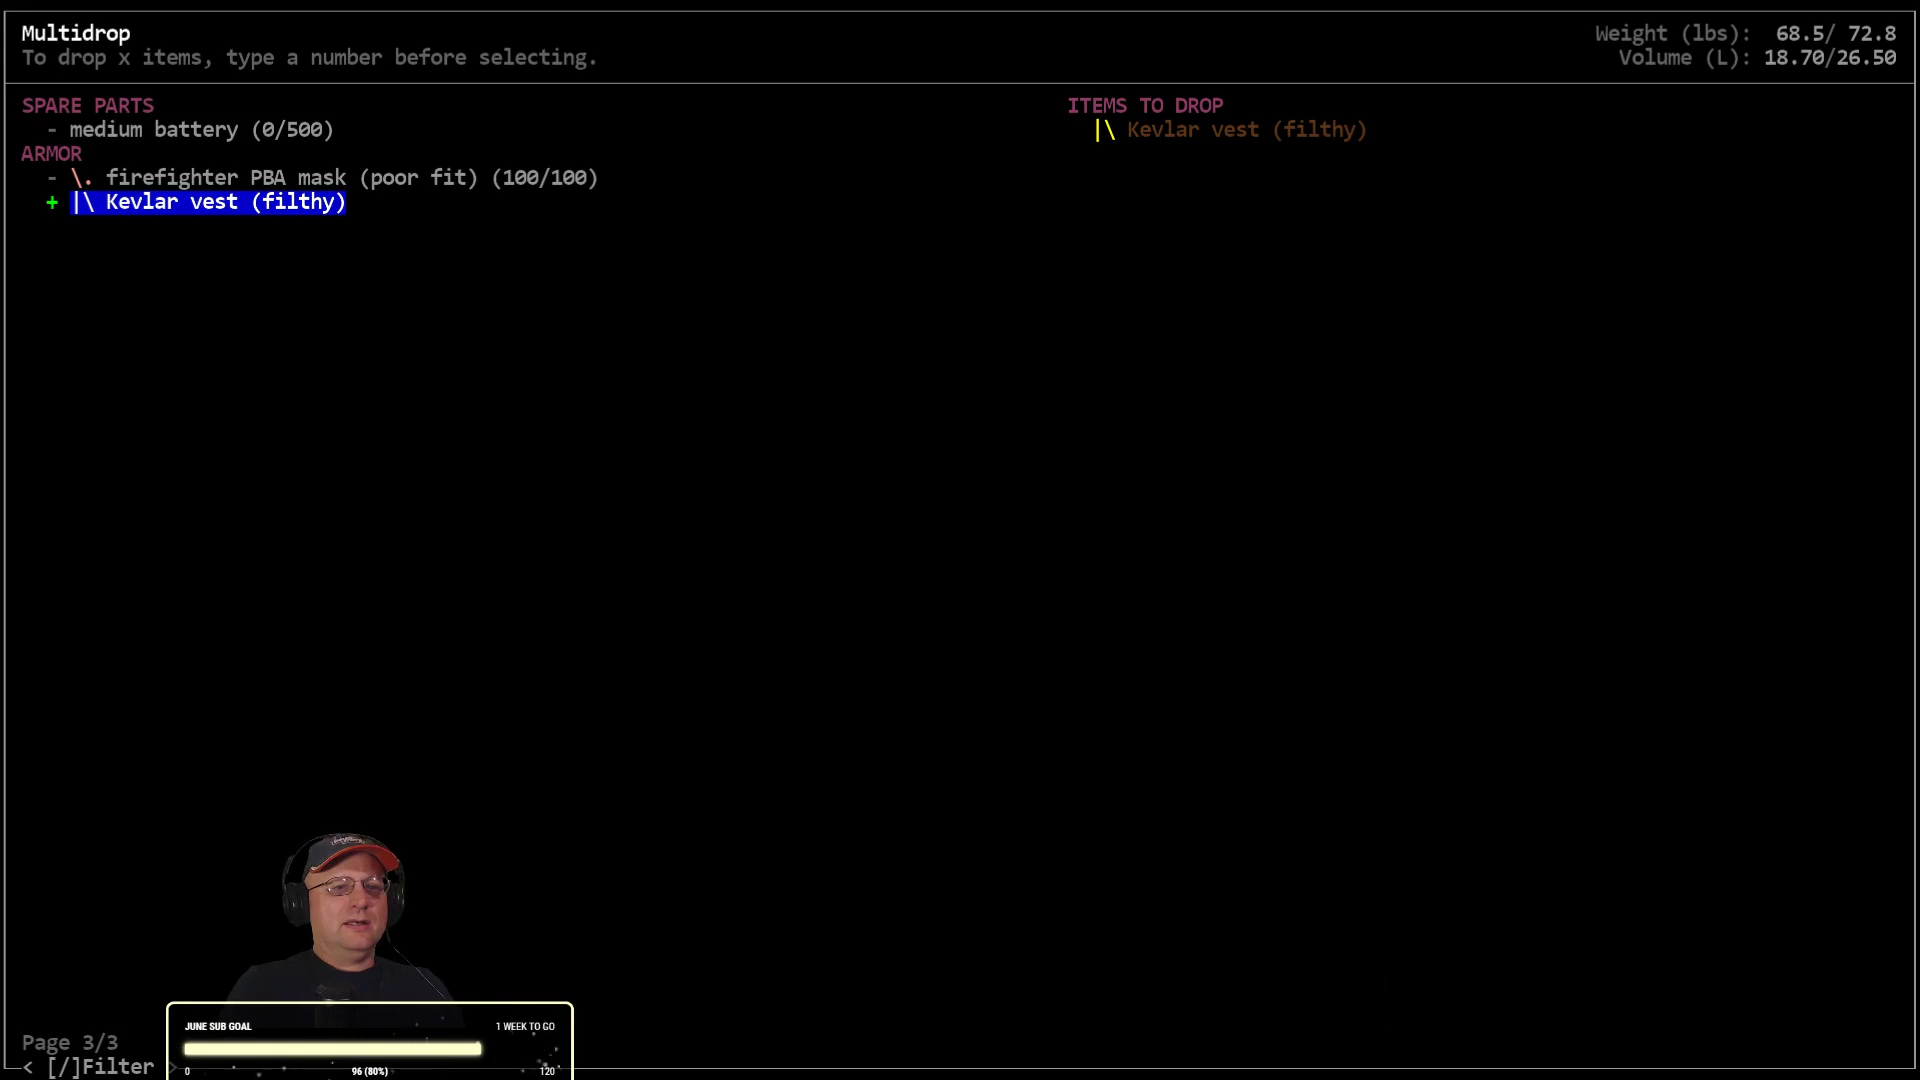 Multidrop
To drop x items, type a number before selecting.
Weight (lbs): 68.5/ 72.8
Volume (L): 18.70/26.50
SPARE PARTS
- medium battery (0/500)
ARMOR
- \. firefighter PBA mask (poor fit) (100/100)
+ |\ Kevlar vest (filthy)
ITEMS TO DROP
|\ Kevlar vest (filthy)
Page 3/3
< [/]Filter >
JUNE SUB GOAL
1 WEEK TO GO
0
96 (80%)
120